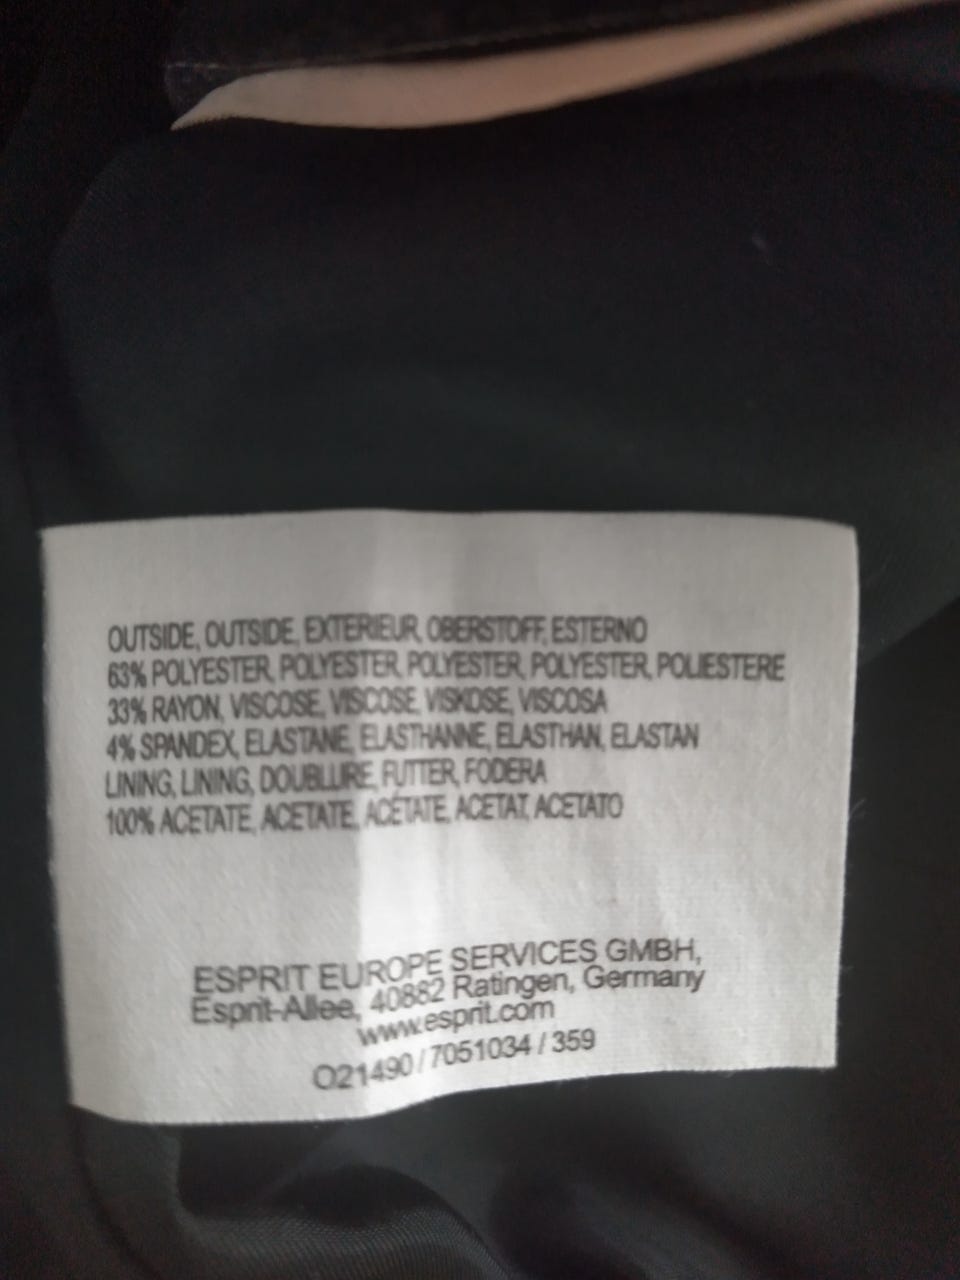 OUTSIDE, OUTSIDE, EXTERIEUR, OBERSTOFF, ESTERNO
63% POLYESTER, POLYESTER, POLYESTER, POLYESTER, POLIESTERE
33% RAYON, VISCOSE, VISCOSE, VISKOSE, VISCOSA
4% SPANDEX, ELASTANE, ELASTHANNE, ELASTHAN, ELASTAN
LINING, LINING, DOUBLURE, FUTTER, FODERA
100% ACETATE, ACETATE, ACÉTATE, ACETAT, ACETATO
ESPRIT EUROPE SERVICES GMBH,
Esprit-Allee, 40882 Ratingen, Germany
www.esprit.com
O21490 / 7051034 / 359